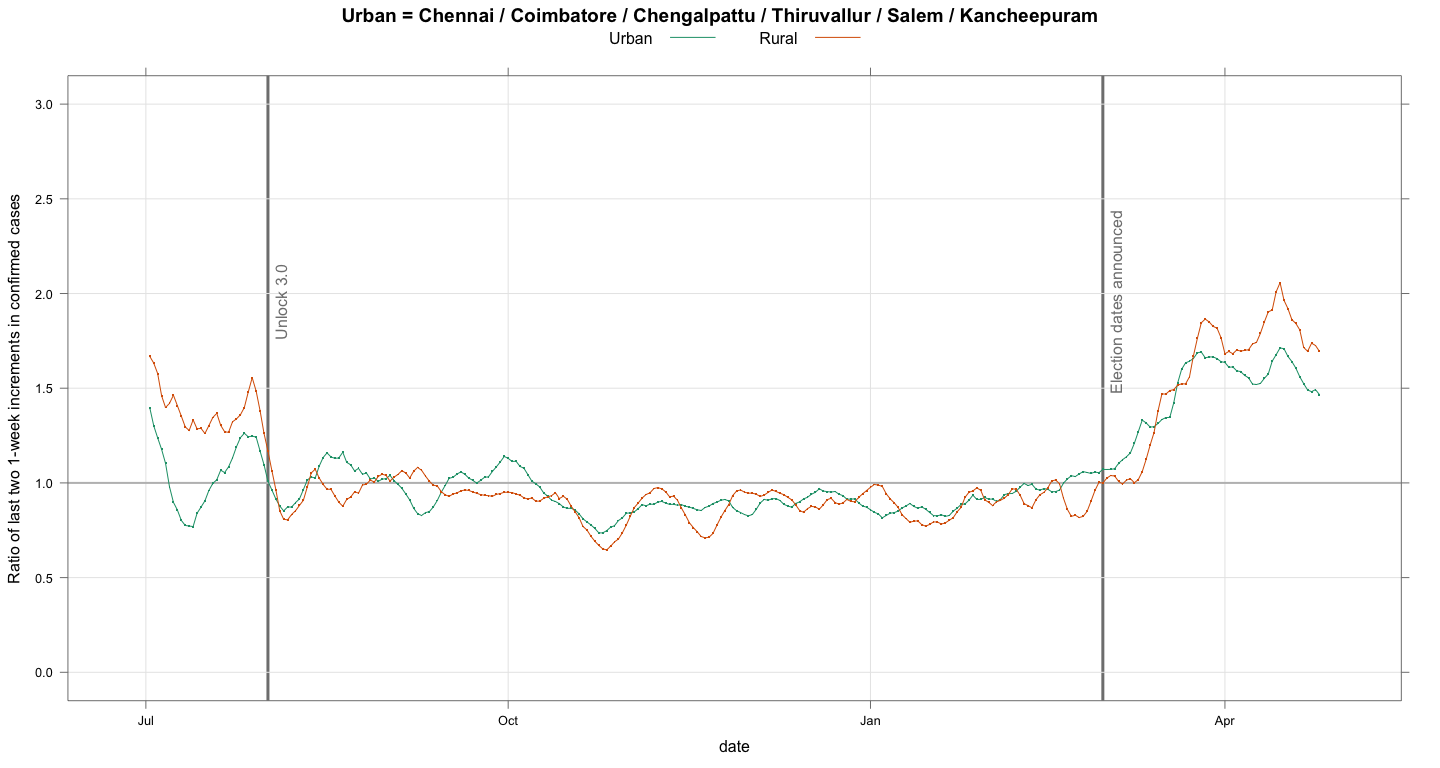 Urban = Chennai / Coimbatore / Chengalpattu / Thiruvallur / Salem / Kancheepuram
Urban Rural
Ratio of last two 1-week increments in confirmed cases
3.0
2.5
2.0
1.5
1.0
0.5
0.0
Unlock 3.0
Election dates announced
Jul Oct Jan Apr
date